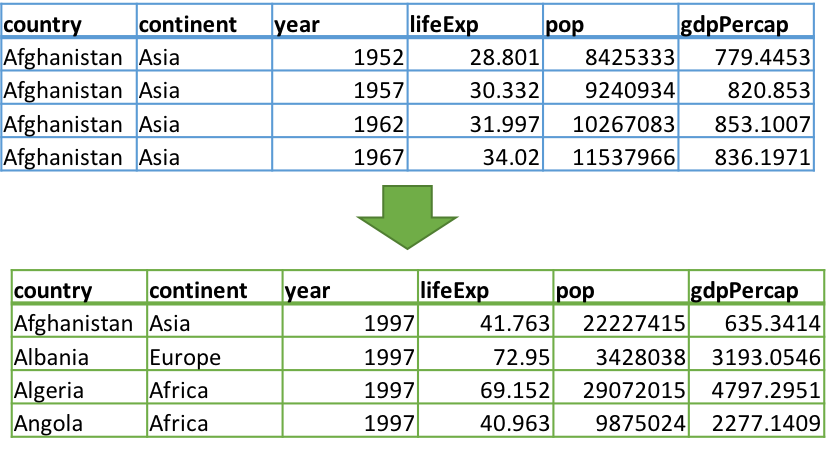 country continent year lifeExp pop gdpPercap
Afghanistan Asia 1952 28.801 8425333 779.4453
Afghanistan Asia 1957 30.332 9240934 820.853
Afghanistan Asia 1962 31.997 10267083 853.1007
Afghanistan Asia 1967 34.02 11537966 836.1971
country continent year lifeExp pop gdpPercap
Afghanistan Asia 1997 41.763 22227415 635.3414
Albania Europe 1997 72.95 3428038 3193.0546
Algeria Africa 1997 69.152 29072015 4797.2951
Angola Africa 1997 40.963 9875024 2277.1409